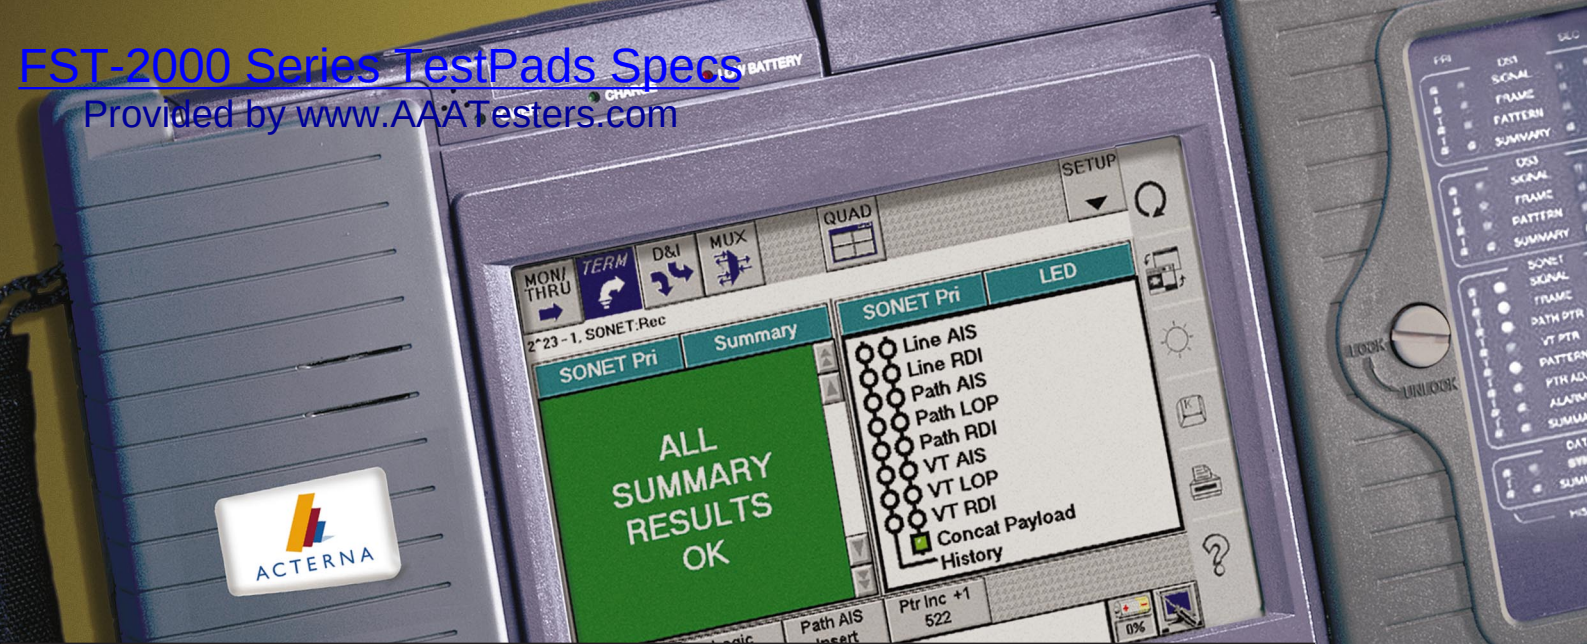 FST-2000 Series TestPads Specs
Provided by www.AAATesters.com
LOW BATTERY
SETUP
QUAD
MUX
D&I
TERM
MON/
THRU
2^23-1, SONET:Rec
SONET Pri
Summary
SONET Pri
LED
ALL
SUMMARY
RESULTS
OK
Line AIS
Line RDI
Path AIS
Path LOP
Path RDI
VT AIS
VT LOP
VT RDI
Concat Payload
History
Path AIS
Insert
Ptr Inc +1
522
0%
ACTERNA
LOCK
UNLOCK
PRI
SEC
DS1
SIGNAL
FRAME
PATTERN
SUMMARY
DS3
SIGNAL
FRAME
PATTERN
SUMMARY
SONET
SIGNAL
FRAME
PATH PTR
VT PTR
PATTERN